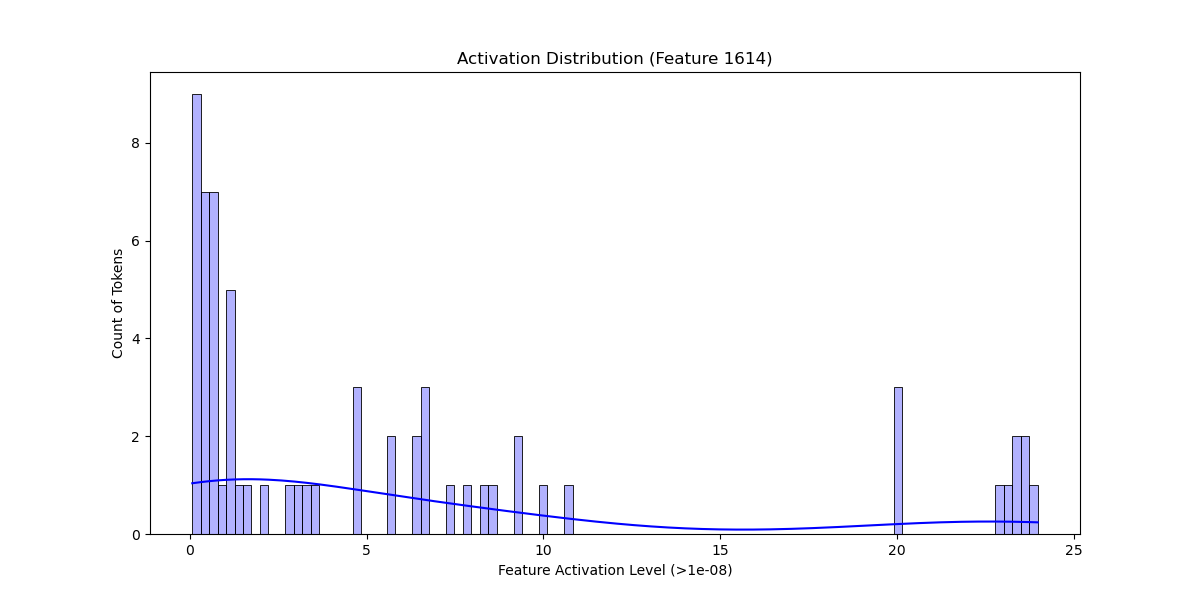 Activation Distribution (Feature 1614)
Count of Tokens
8
6
4
2
0
0 5 10 15 20 25
Feature Activation Level (>1e-08)